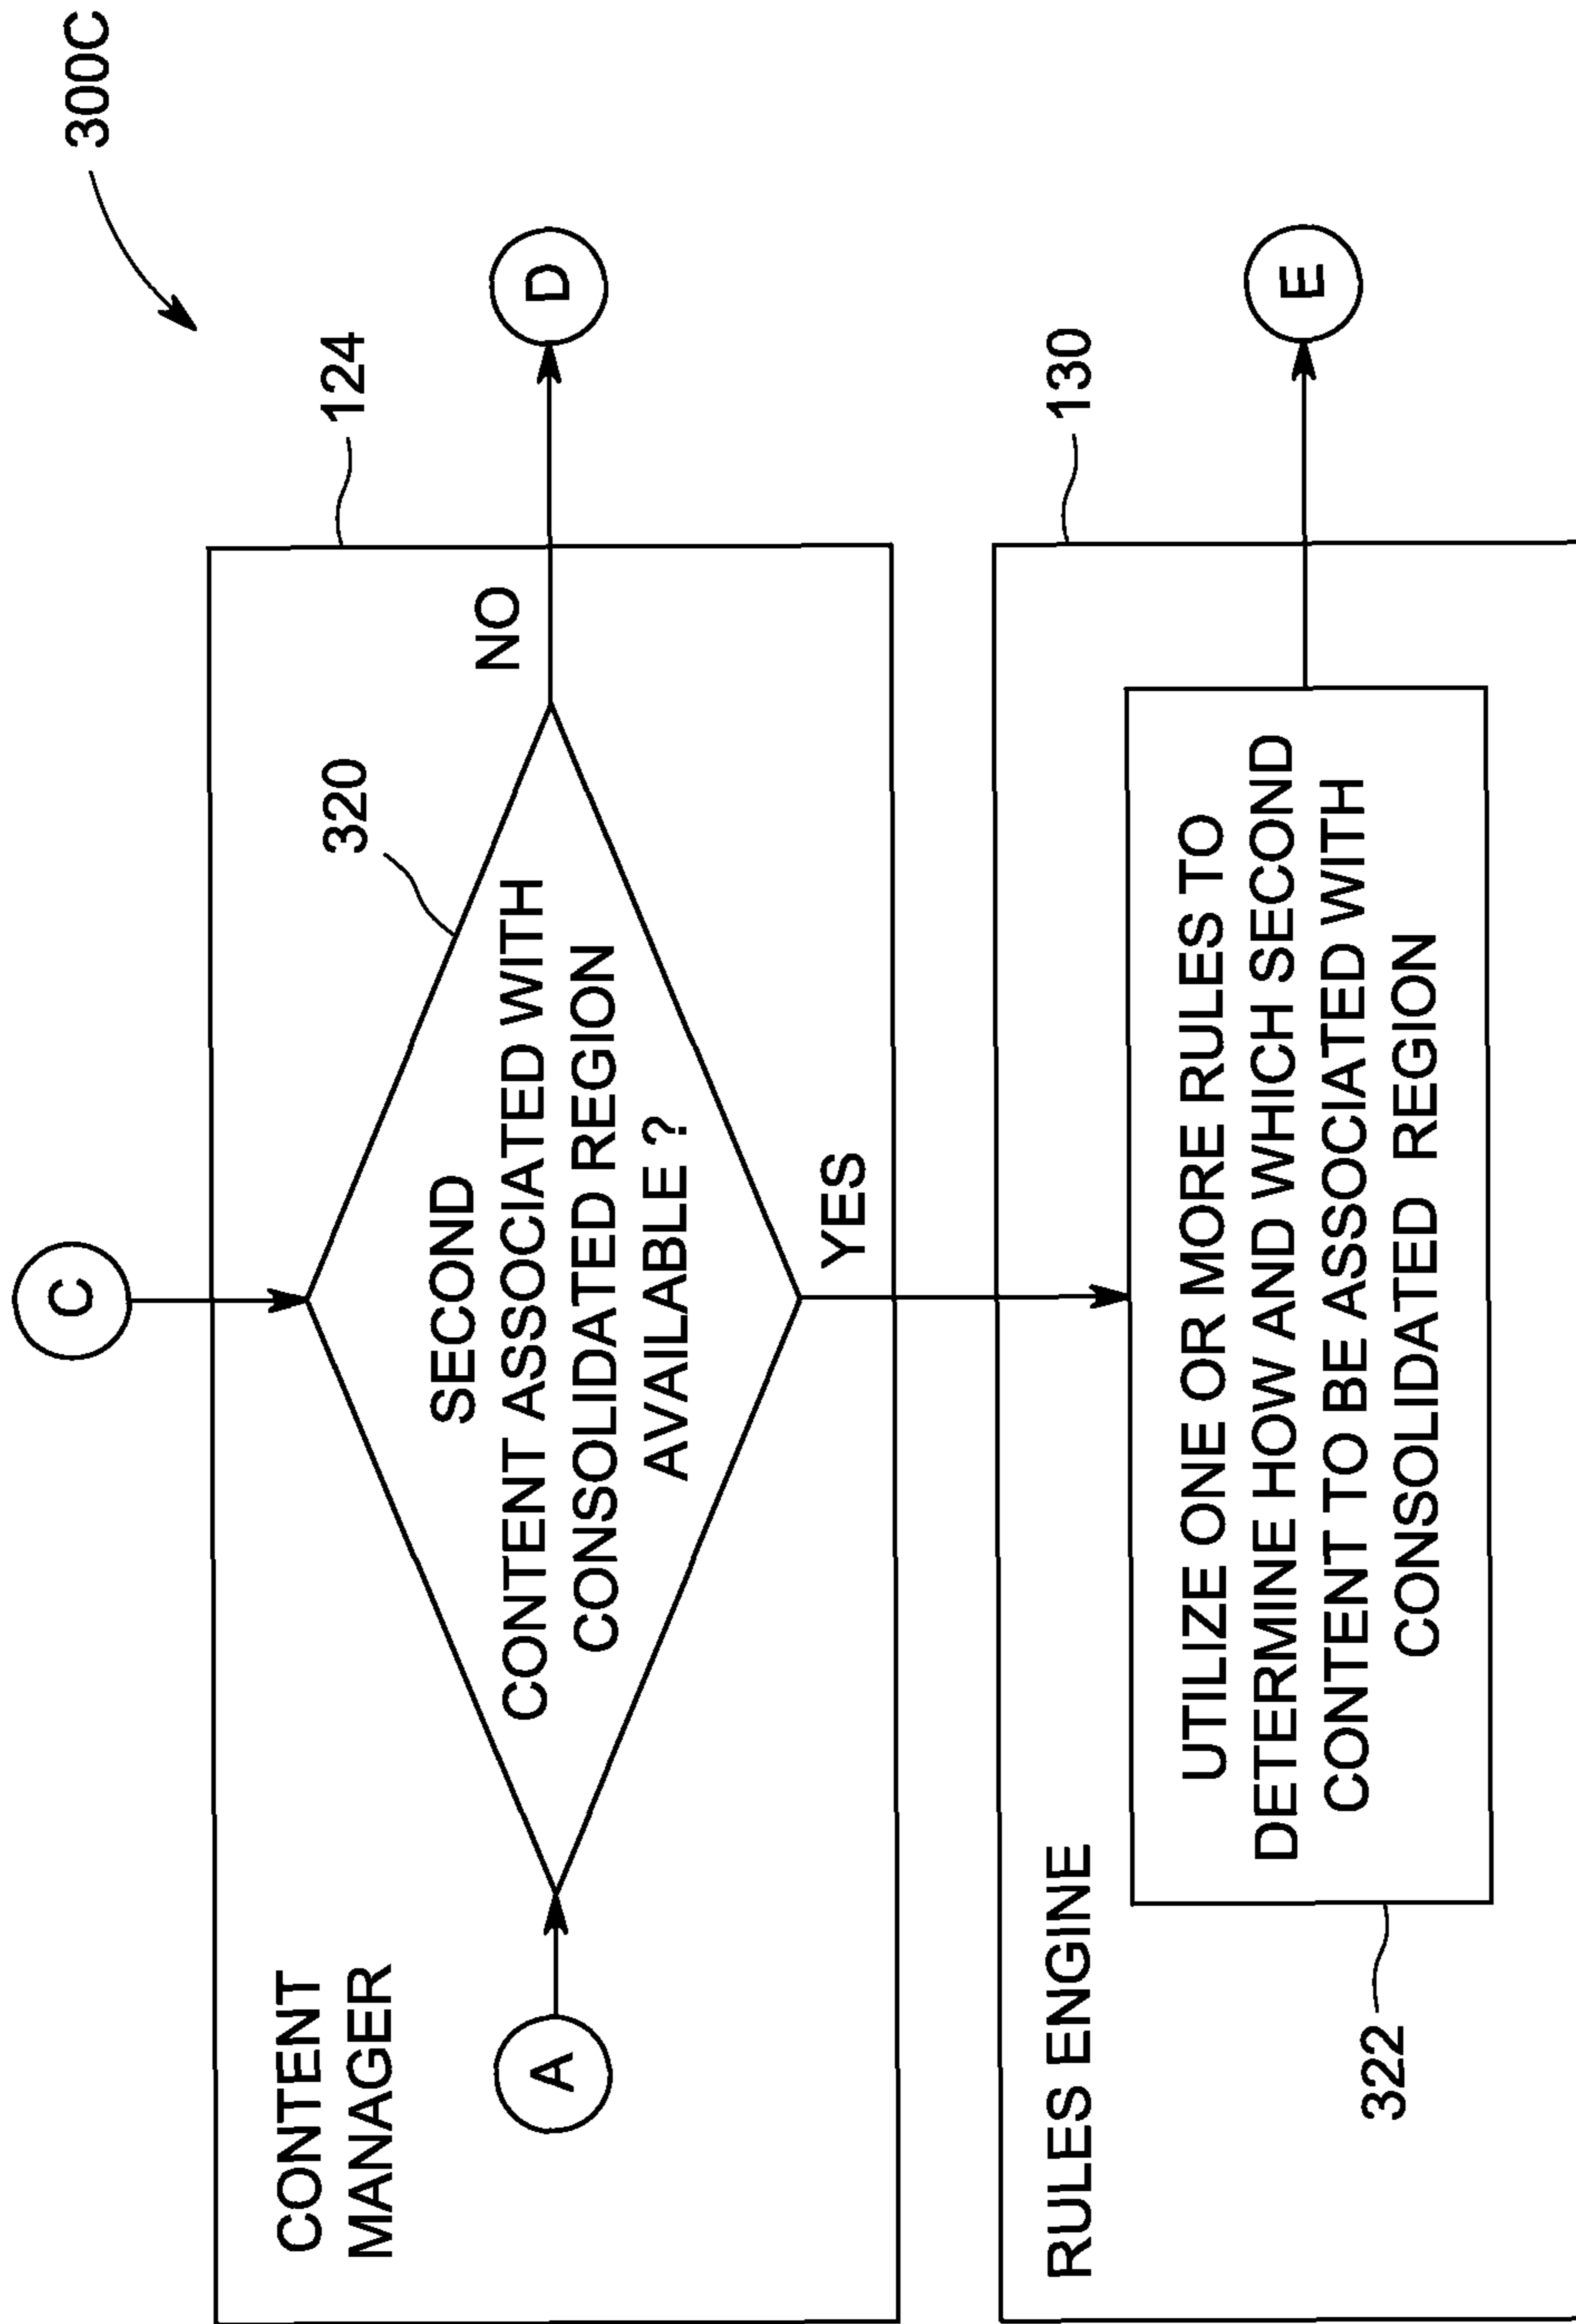 300C
C
124
CONTENT
MANAGER
320
SECOND
CONTENT ASSOCIATED WITH
CONSOLIDATED REGION
AVAILABLE ?
NO
A
D
YES
130
RULES ENGINE
UTILIZE ONE OR MORE RULES TO
DETERMINE HOW AND WHICH SECOND
CONTENT TO BE ASSOCIATED WITH
CONSOLIDATED REGION
E
322